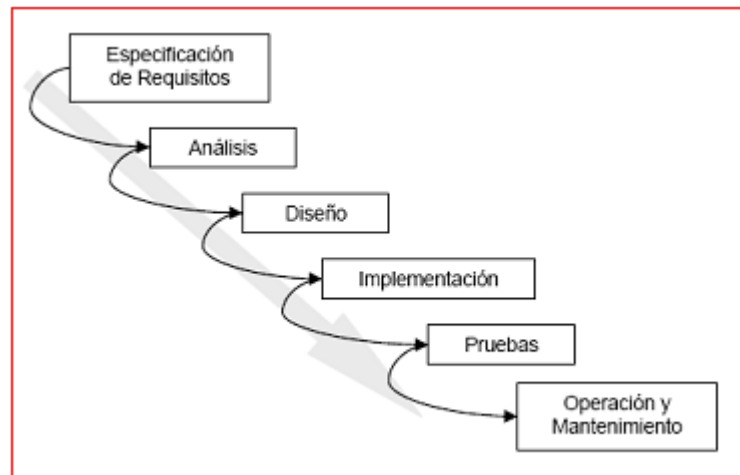 Especificación
de Requisitos
Análisis
Diseño
Implementación
Pruebas
Operación y
Mantenimiento